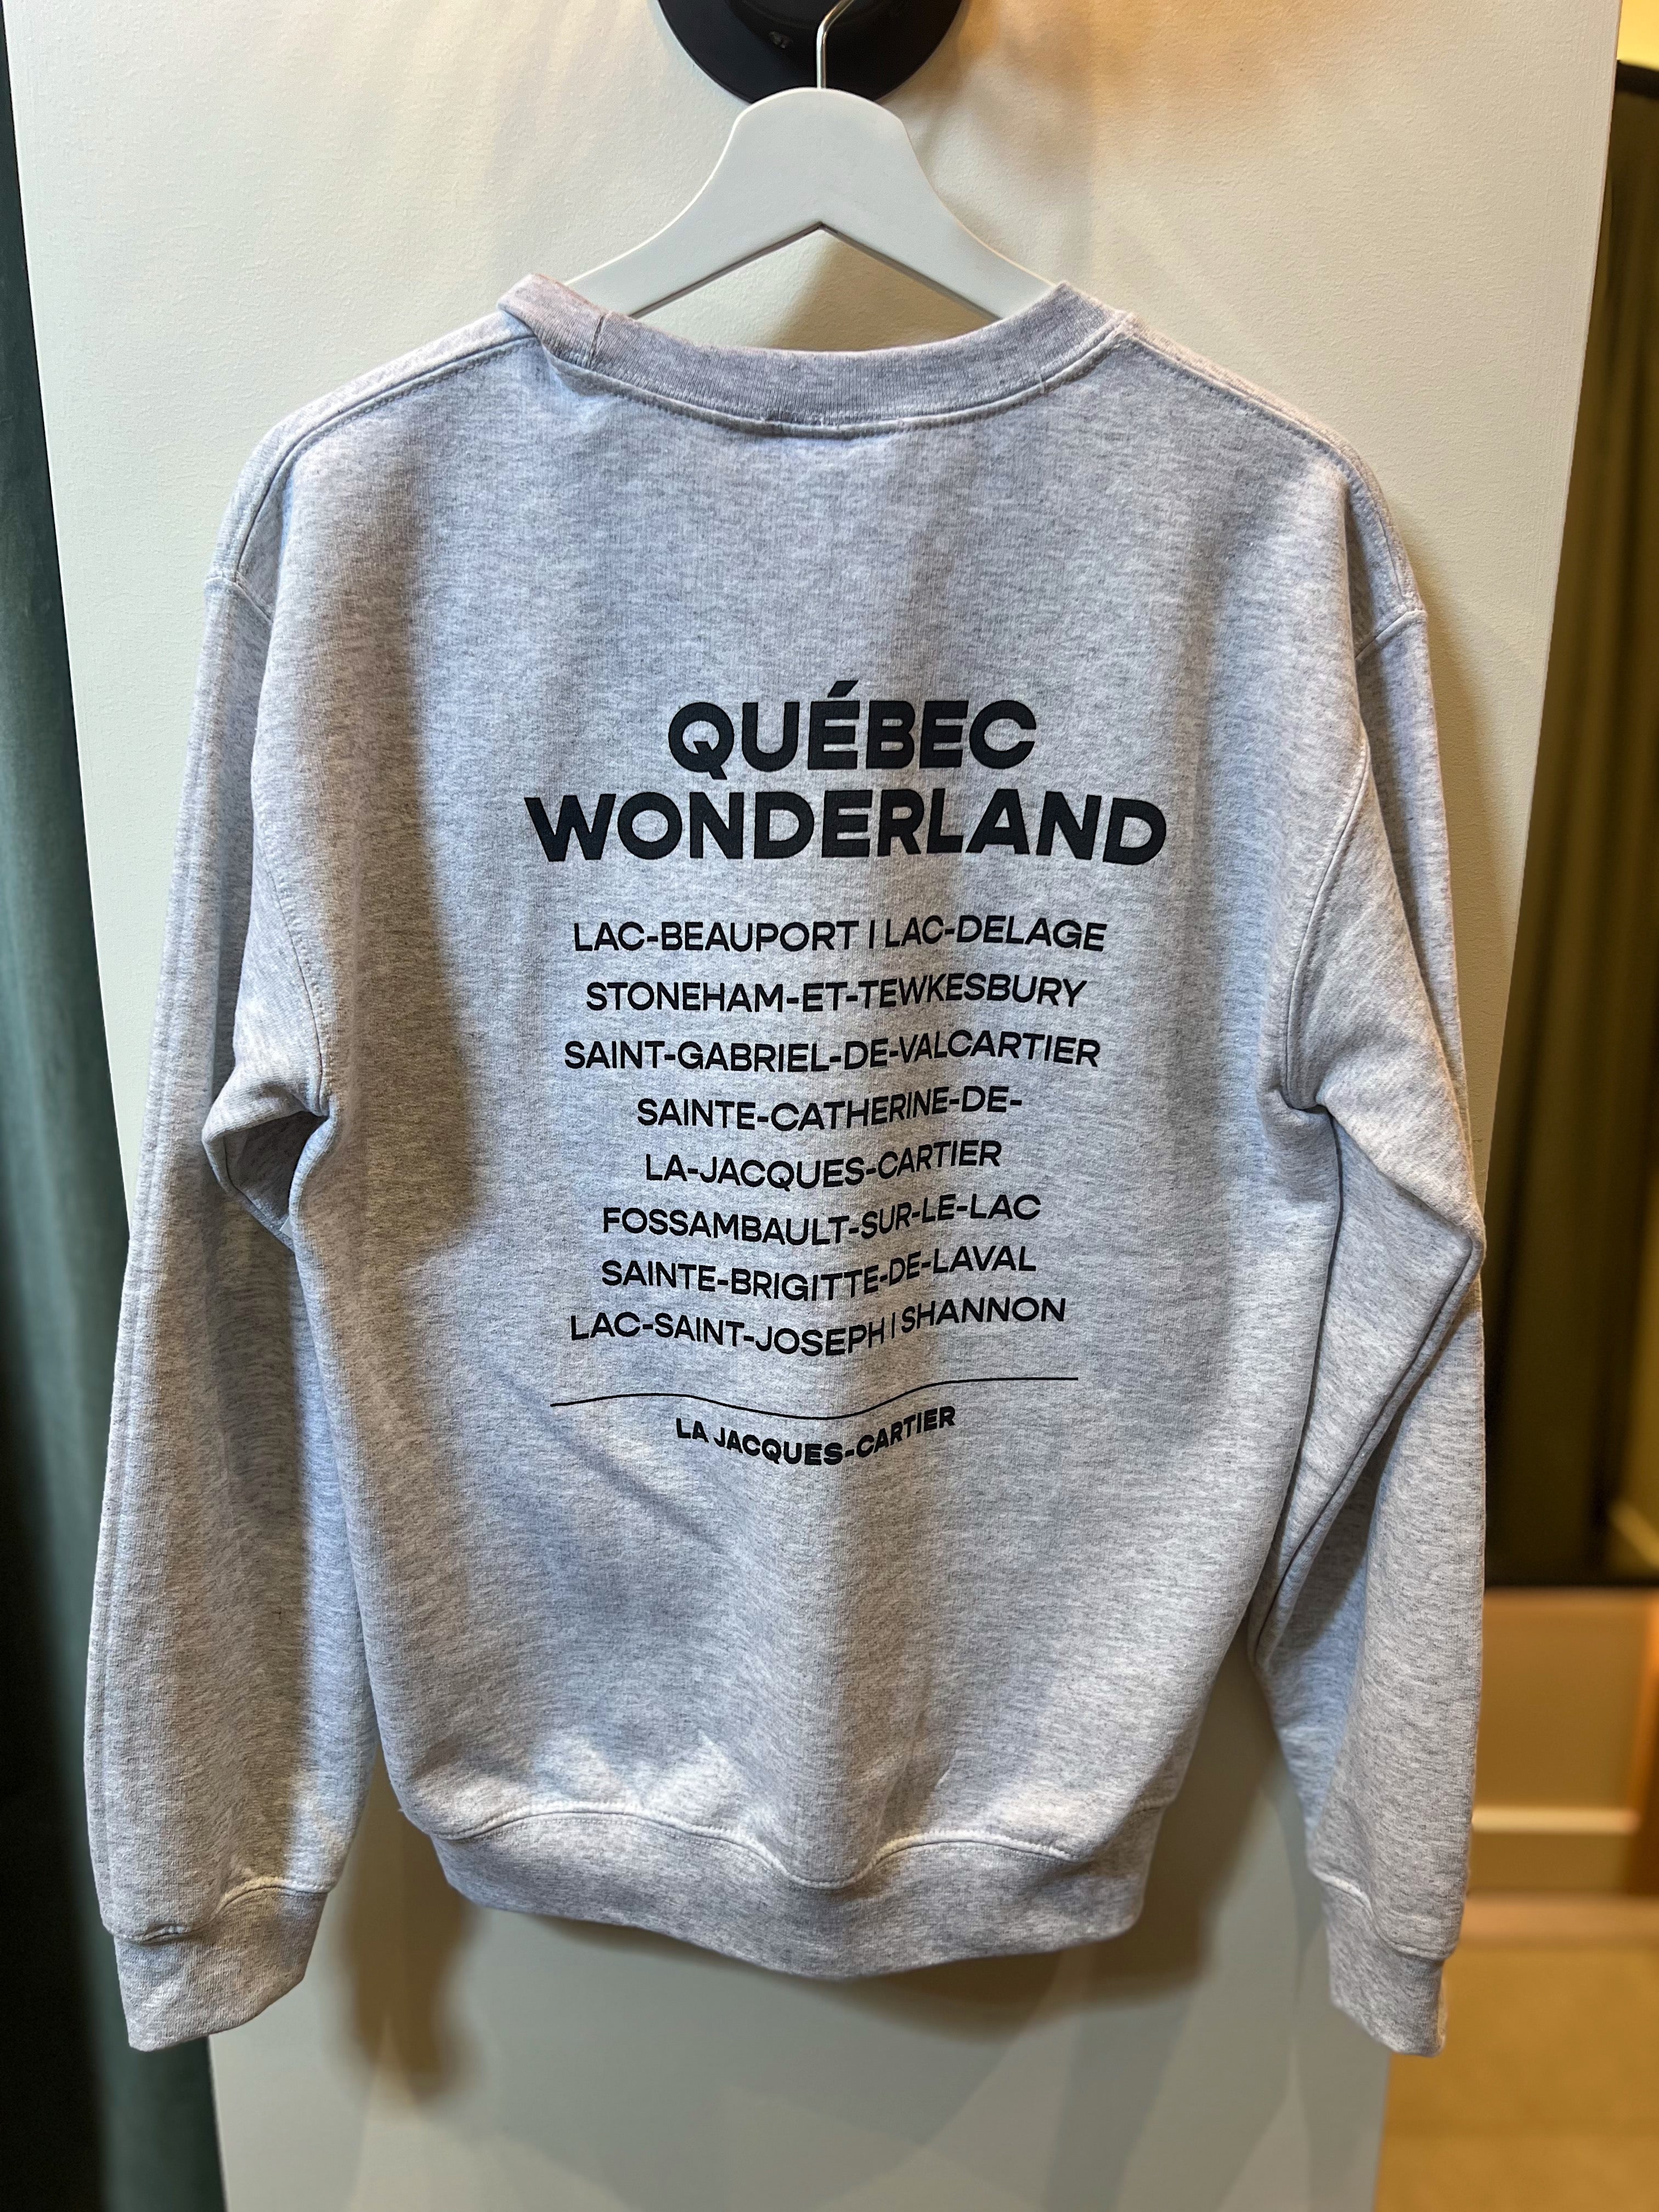 QUÉBEC
WONDERLAND
LAC-BEAUPORT | LAC-DELAGE
STONEHAM-ET-TEWKESBURY
SAINT-GABRIEL-DE-VALCARTIER
SAINTE-CATHERINE-DE-
LA-JACQUES-CARTIER
FOSSAMBAULT-SUR-LE-LAC
SAINTE-BRIGITTE-DE-LAVAL
LAC-SAINT-JOSEPH | SHANNON
LA JACQUES-CARTIER